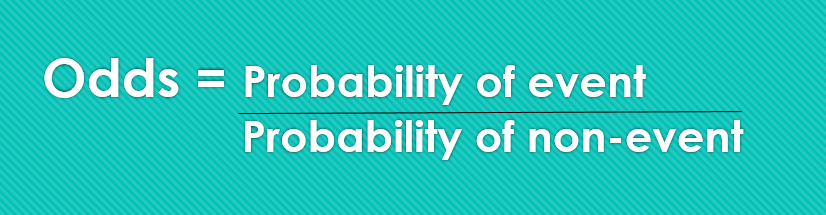 Odds = Probability of event
Probability of non-event